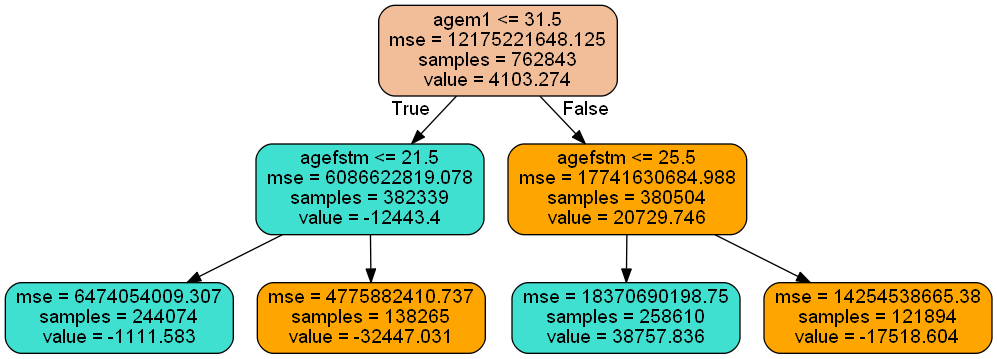 agem1 <= 31.5
mse = 12175221648.125
samples = 762843
value = 4103.274
True
False
agefstm <= 21.5
mse = 6086622819.078
samples = 382339
value = -12443.4
agefstm <= 25.5
mse = 17741630684.988
samples = 380504
value = 20729.746
mse = 6474054009.307
samples = 244074
value = -1111.583
mse = 4775882410.737
samples = 138265
value = -32447.031
mse = 18370690198.75
samples = 258610
value = 38757.836
mse = 14254538665.38
samples = 121894
value = -17518.604